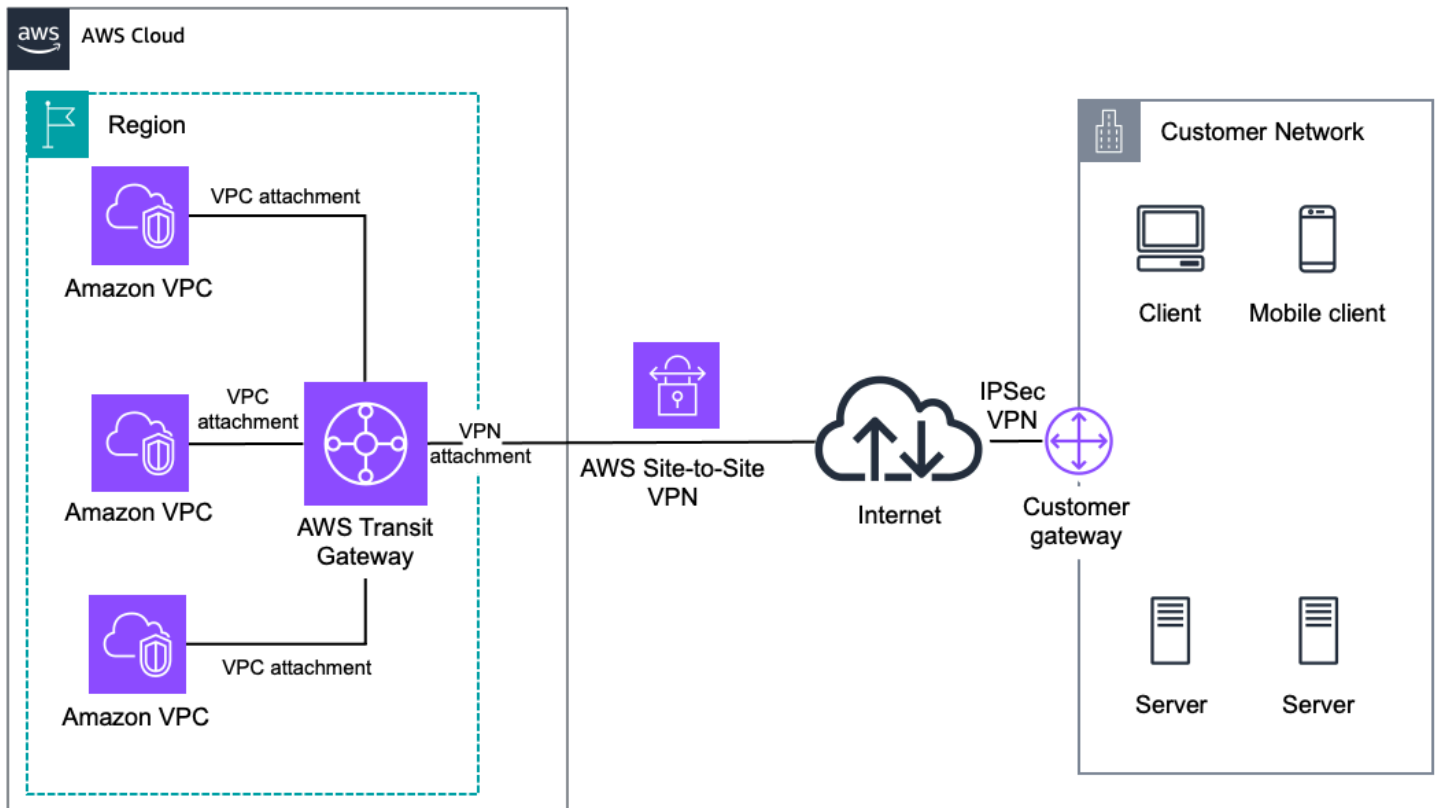 aws
AWS Cloud
Region
VPC attachment
Amazon VPC
VPC
attachment
Amazon VPC
AWS Transit
Gateway
VPC attachment
Amazon VPC
VPN
attachment
AWS Site-to-Site
VPN
Internet
IPSec
VPN
Customer
gateway
Customer Network
Client
Mobile client
Server
Server